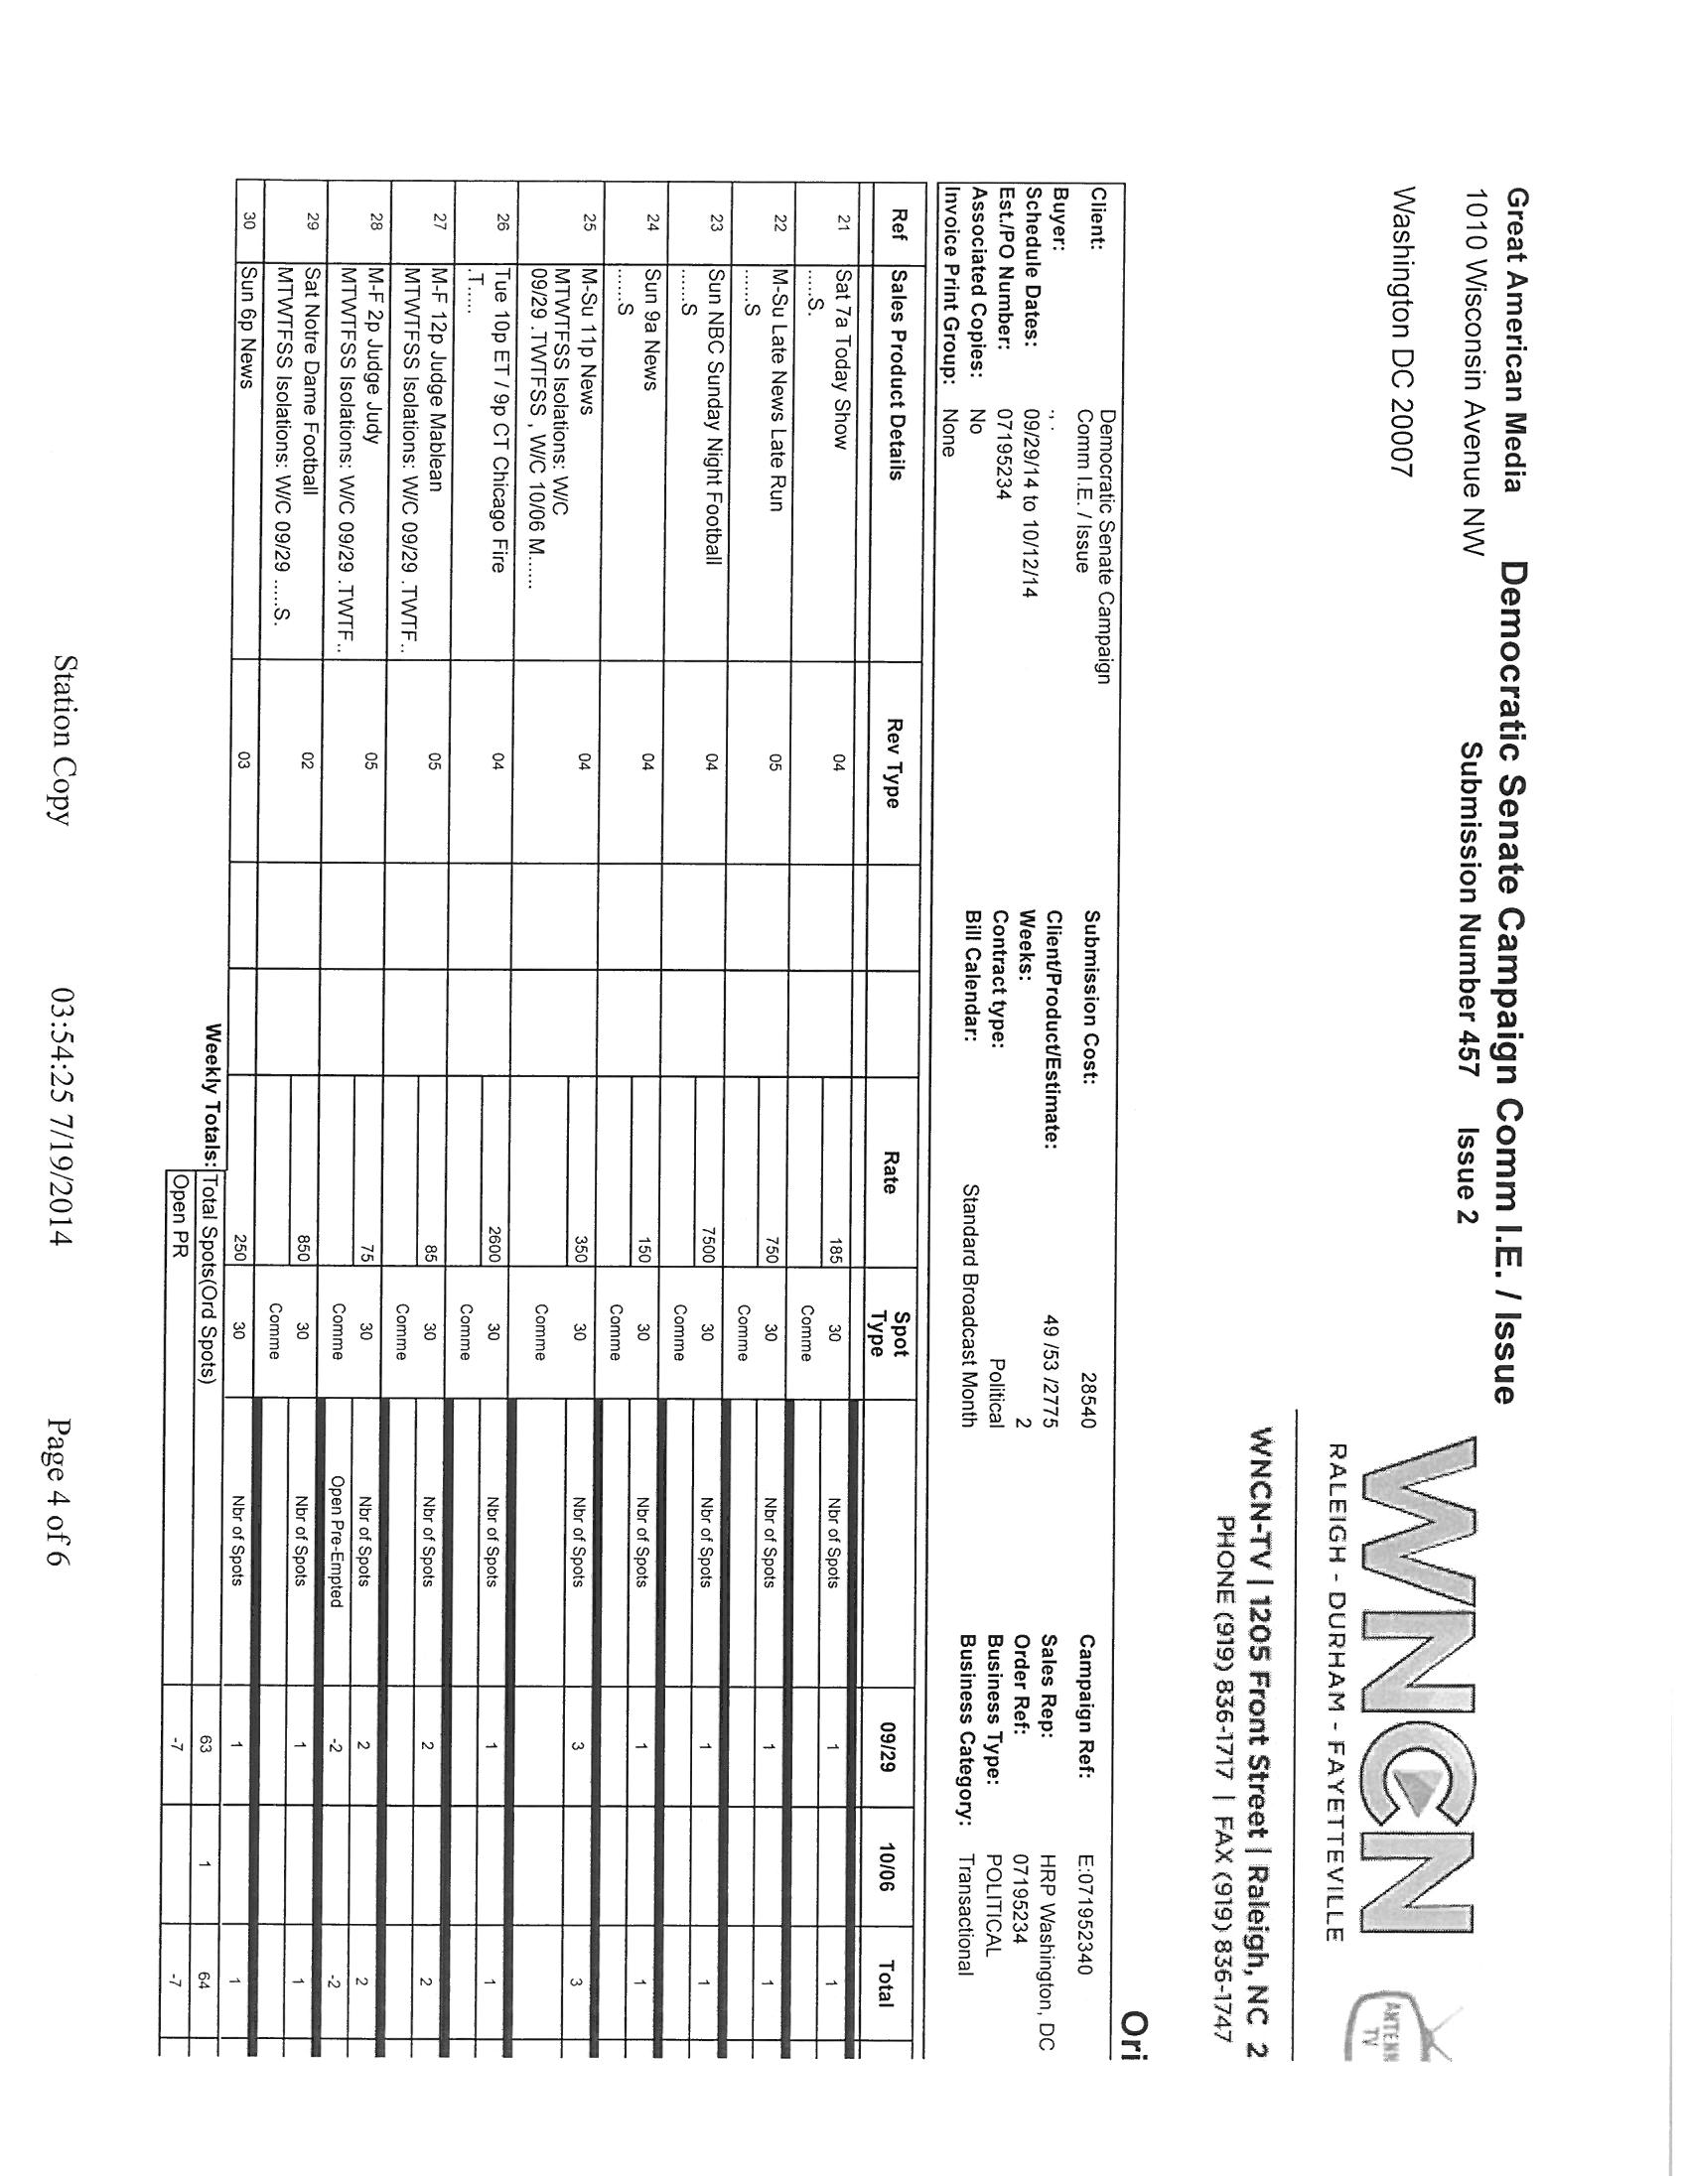 Great American Media Democratic Senate Campaign Comm I.E. / Issue
1010 Wisconsin Avenue NW Submission Number 457 Issue 2
Washington DC 20007
WNCN
RALEIGH - DURHAM - FAYETTEVILLE
ANTENN
TV
WNCN-TV | 1205 Front Street | Raleigh, NC 2
PHONE (919) 836-1717 | FAX (919) 836-1747
Ori
Client: Democratic Senate Campaign Comm I.E. / Issue Submission Cost: 28540 Campaign Ref: E:071952340
Buyer: , , Client/Product/Estimate: 49 /53 /2775 Sales Rep: HRP Washington, DC
Schedule Dates: 09/29/14 to 10/12/14 Weeks: 2 Order Ref: 07195234
Est./PO Number: 07195234 Contract type: Political Business Type: POLITICAL
Associated Copies: No Bill Calendar: Standard Broadcast Month Business Category: Transactional
Invoice Print Group: None
Ref Sales Product Details Rev Type Rate Spot Type 09/29 10/06 Total
21 Sat 7a Today Show 04 185 30 Nbr of Spots 1 1
.....S. Comme
22 M-Su Late News Late Run 05 750 30 Nbr of Spots 1 1
......S Comme
23 Sun NBC Sunday Night Football 04 7500 30 Nbr of Spots 1 1
......S Comme
24 Sun 9a News 04 150 30 Nbr of Spots 1 1
......S Comme
25 M-Su 11p News 04 350 30 Nbr of Spots 3 3
MTWTFSS Isolations: W/C
09/29 .TWTFSS , W/C 10/06 M...... Comme
26 Tue 10p ET / 9p CT Chicago Fire 04 2600 30 Nbr of Spots 1 1
.T..... Comme
27 M-F 12p Judge Mablean 05 85 30 Nbr of Spots 2 2
MTWTFSS Isolations: W/C 09/29 .TWTF.. Comme
28 M-F 2p Judge Judy 05 75 30 Nbr of Spots 2 2
MTWTFSS Isolations: W/C 09/29 .TWTF.. Comme Open Pre-Empted -2 -2
29 Sat Notre Dame Football 02 850 30 Nbr of Spots 1 1
MTWTFSS Isolations: W/C 09/29 .....S. Comme
30 Sun 6p News 03 250 30 Nbr of Spots 1 1
Weekly Totals: Total Spots(Ord Spots) 63 1 64
Open PR -7 -7
Station Copy 03:54:25 7/19/2014 Page 4 of 6